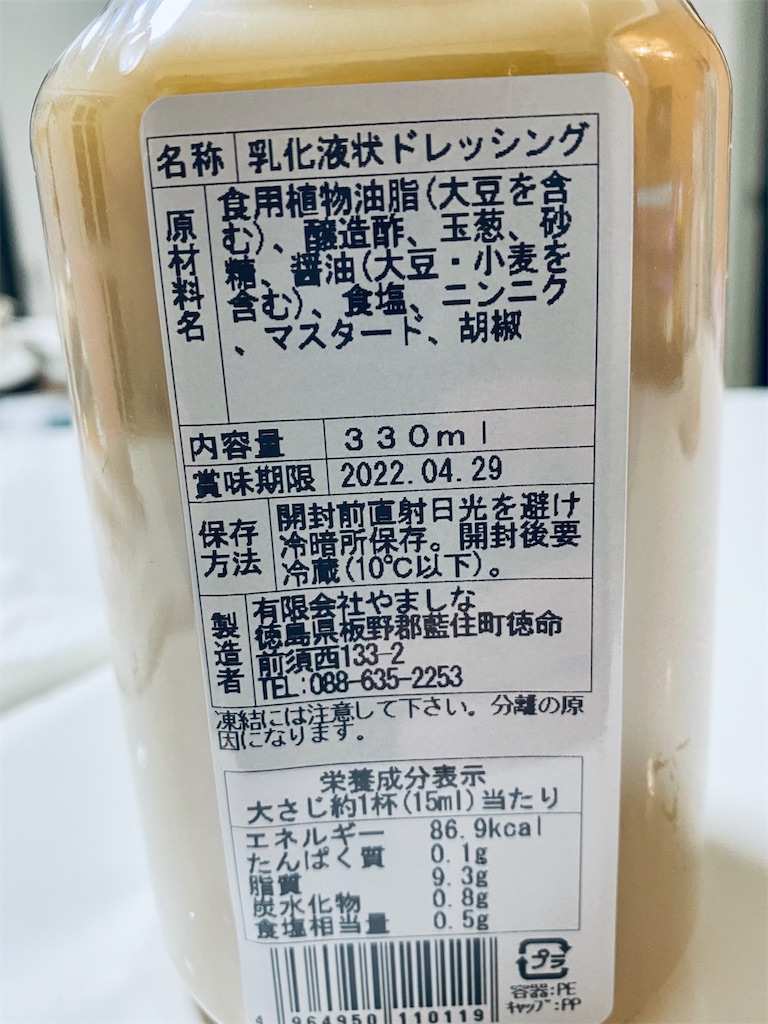 名称 乳化液状ドレッシング
原材料名
食用植物油脂(大豆を含
む)、醸造酢、玉葱、砂
糖、醤油(大豆・小麦を
含む)、食塩、ニンニク
、マスタード、胡椒
内容量 330ml
賞味期限 2022.04.29
保存方法
開封前直射日光を避け
冷暗所保存。開封後要
冷蔵(10℃以下)。
製造者
有限会社やましな
徳島県板野郡藍住町徳命
前須西133-2
TEL:088-635-2253
凍結には注意して下さい。分離の原
因になります。
栄養成分表示
大さじ約1杯(15ml)当たり
エネルギー 86.9kcal
たんぱく質 0.1g
脂質 9.3g
炭水化物 0.8g
食塩相当量 0.5g
プラ
容器:PE
キャップ:PP
4 964950 110119